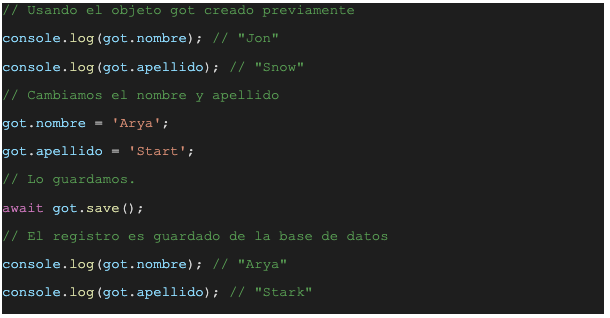 // Usando el objeto got creado previamente
console.log(got.nombre); // "Jon"
console.log(got.apellido); // "Snow"
// Cambiamos el nombre y apellido
got.nombre = 'Arya';
got.apellido = 'Start';
// Lo guardamos.
await got.save();
// El registro es guardado de la base de datos
console.log(got.nombre); // "Arya"
console.log(got.apellido); // "Stark"